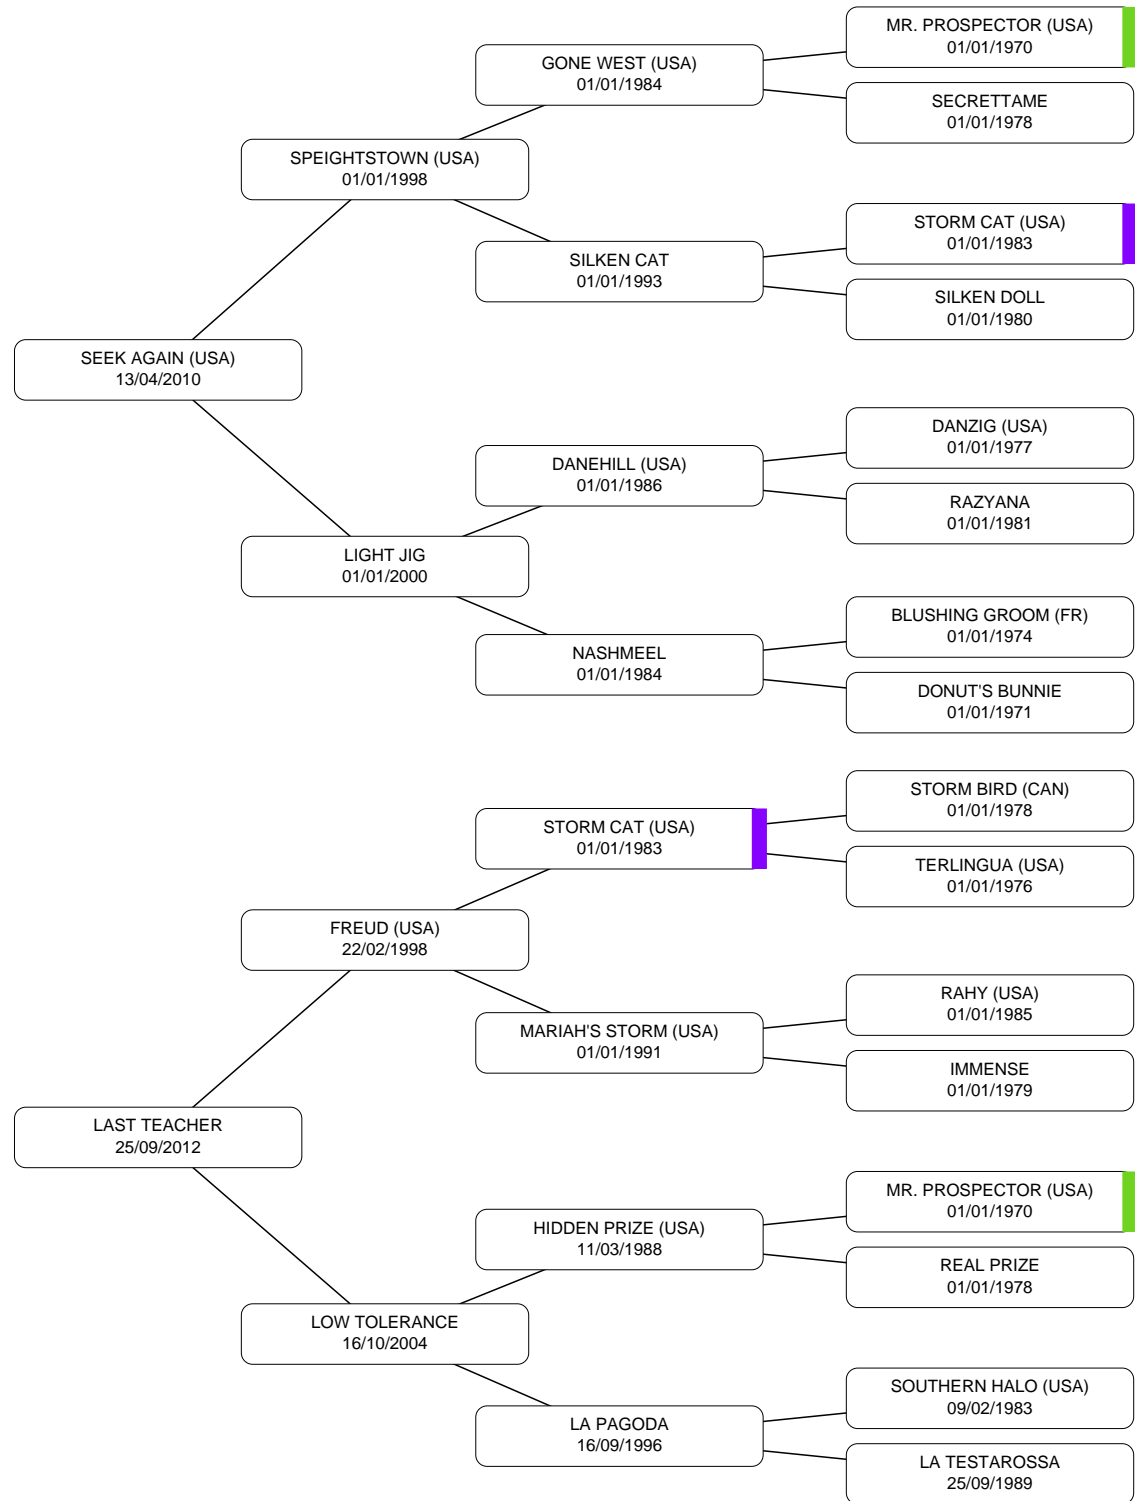 MR. PROSPECTOR (USA)
01/01/1970
GONE WEST (USA)
01/01/1984
SECRETTAME
01/01/1978
SPEIGHTSTOWN (USA)
01/01/1998
STORM CAT (USA)
01/01/1983
SILKEN CAT
01/01/1993
SILKEN DOLL
01/01/1980
SEEK AGAIN (USA)
13/04/2010
DANZIG (USA)
01/01/1977
DANEHILL (USA)
01/01/1986
RAZYANA
01/01/1981
LIGHT JIG
01/01/2000
BLUSHING GROOM (FR)
01/01/1974
NASHMEEL
01/01/1984
DONUT'S BUNNIE
01/01/1971
STORM BIRD (CAN)
01/01/1978
STORM CAT (USA)
01/01/1983
TERLINGUA (USA)
01/01/1976
FREUD (USA)
22/02/1998
RAHY (USA)
01/01/1985
MARIAH'S STORM (USA)
01/01/1991
IMMENSE
01/01/1979
LAST TEACHER
25/09/2012
MR. PROSPECTOR (USA)
01/01/1970
HIDDEN PRIZE (USA)
11/03/1988
REAL PRIZE
01/01/1978
LOW TOLERANCE
16/10/2004
SOUTHERN HALO (USA)
09/02/1983
LA PAGODA
16/09/1996
LA TESTAROSSA
25/09/1989